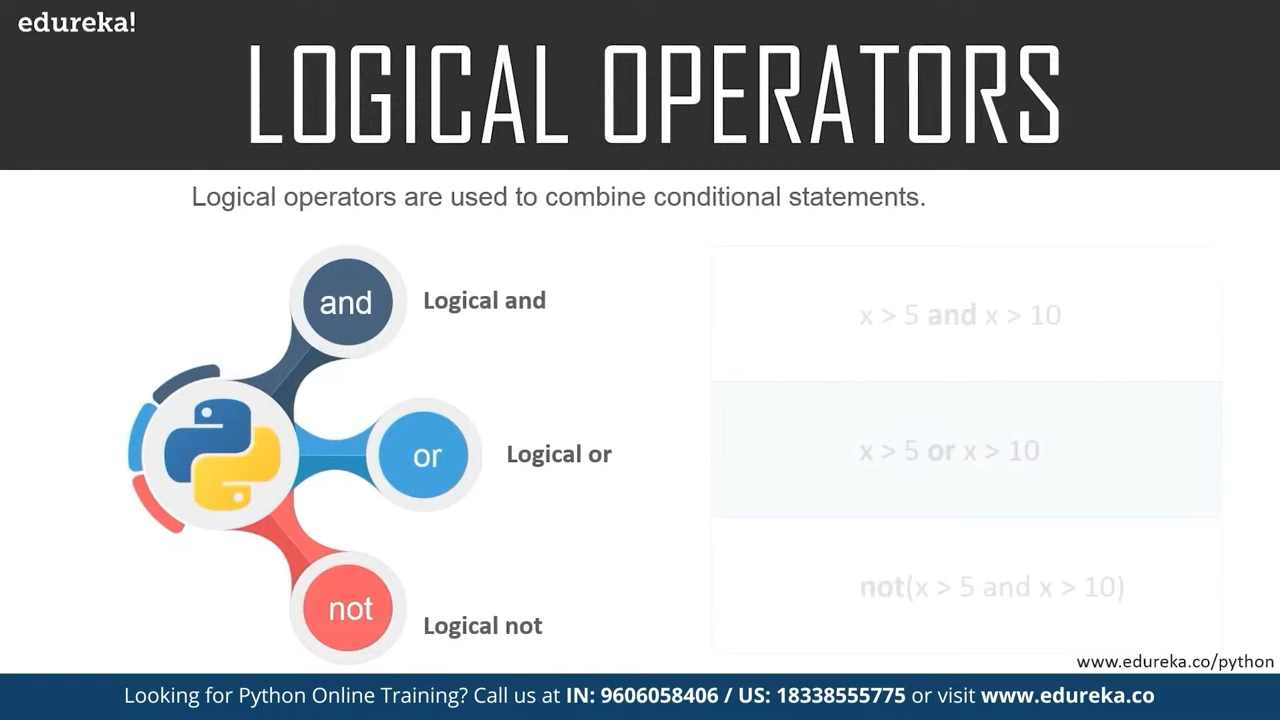 edureka!
LOGICAL OPERATORS
Logical operators are used to combine conditional statements.
and
Logical and
x > 5 and x > 10
or
Logical or
x > 5 or x > 10
not
Logical not
not(x > 5 and x > 10)
www.edureka.co/python
Looking for Python Online Training? Call us at IN: 9606058406 / US: 18338555775 or visit www.edureka.co